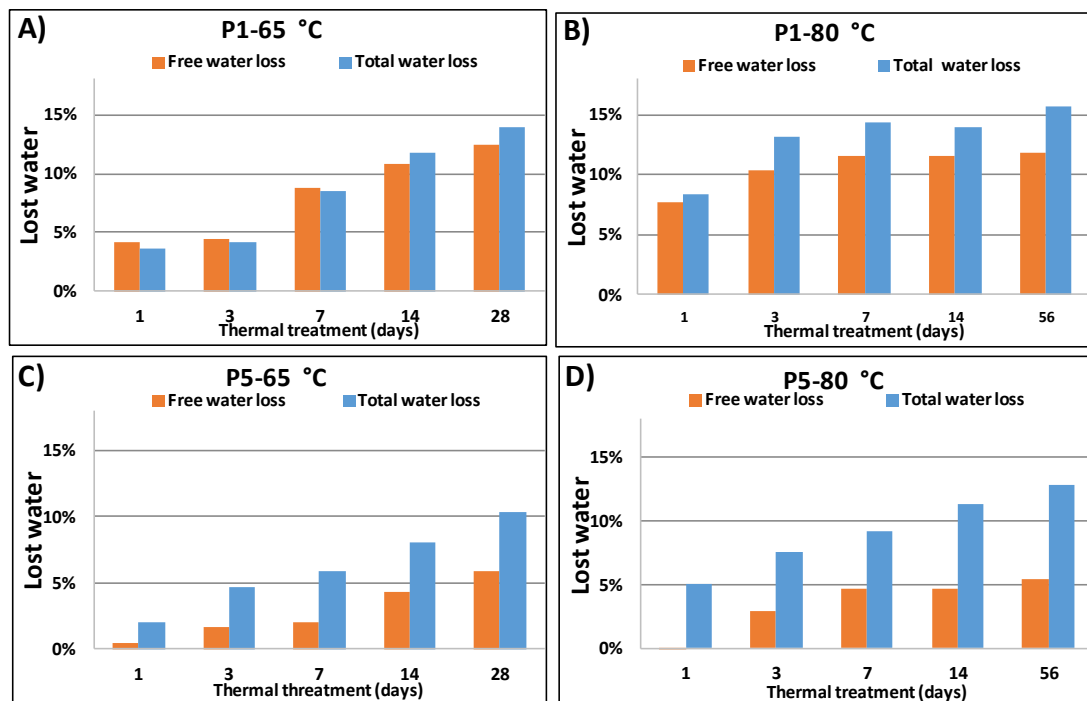 A)
P1-65 °C
Free water loss Total water loss
Lost water
15%
10%
5%
0%
1 3 7 14 28
Thermal treatment (days)
B)
P1-80 °C
Free water loss Total water loss
Lost water
15%
10%
5%
0%
1 3 7 14 56
Thermal treatment (days)
C)
P5-65 °C
Free water loss Total water loss
Lost water
15%
10%
5%
0%
1 3 7 14 28
Thermal threatment (days)
D)
P5-80 °C
Free water loss Total water loss
Lost water
15%
10%
5%
0%
1 3 7 14 56
Thermal treatment (days)